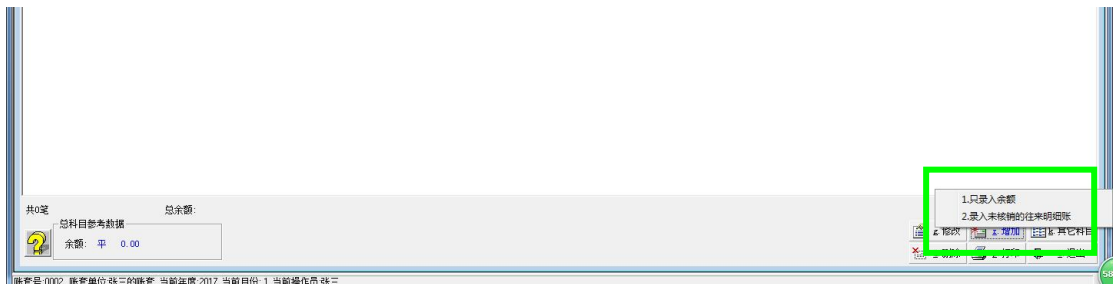 1.只录入余额
2.录入未核销的往来明细账
共0笔 总余额:
总科目参考数据
余额: 平 0.00
修改 增加 其它科目
账套号:0002 账套单位:张三的账套 当前年度:2017 当前月份: 1 当前操作员:张三
58